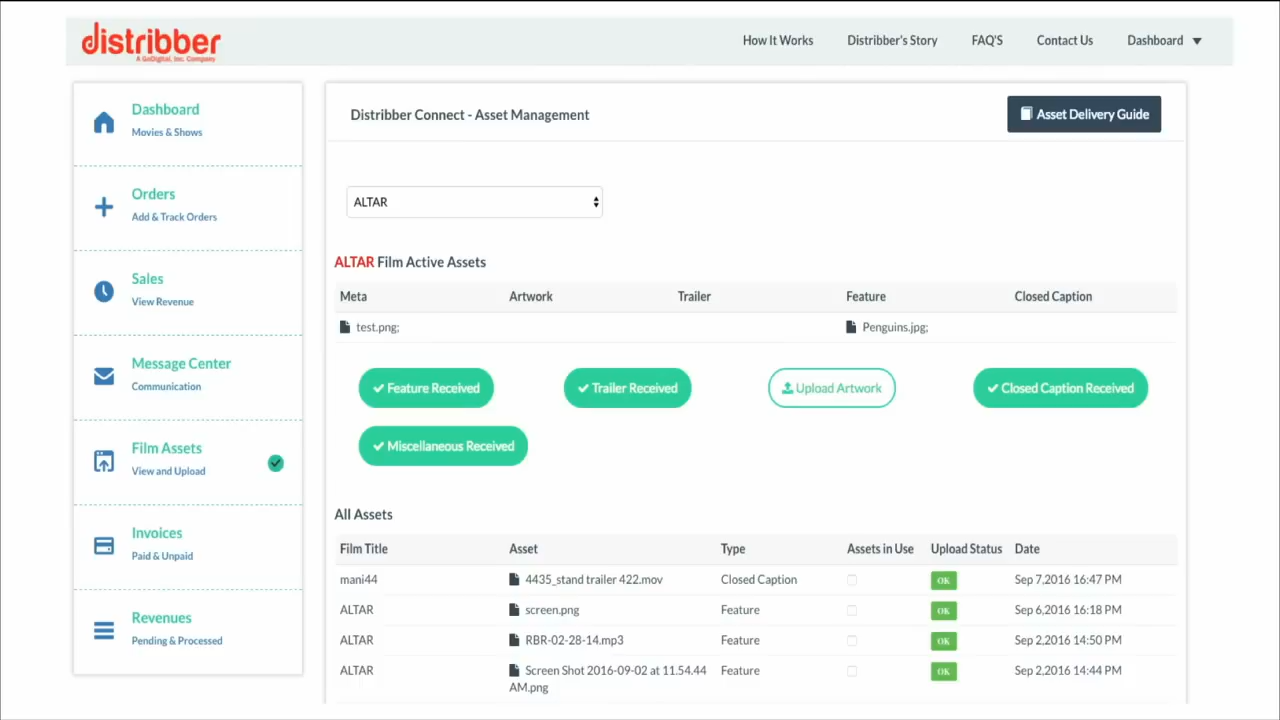 distribber
A GoDigital, Inc. Company
How It Works
Distribber's Story
FAQ'S
Contact Us
Dashboard
Dashboard
Movies & Shows
Orders
Add & Track Orders
Sales
View Revenue
Message Center
Communication
Film Assets
View and Upload
Invoices
Paid & Unpaid
Revenues
Pending & Processed
Distribber Connect - Asset Management
Asset Delivery Guide
ALTAR
ALTAR Film Active Assets
Meta Artwork Trailer Feature Closed Caption
test.png; Penguins.jpg;
Feature Received
Trailer Received
Upload Artwork
Closed Caption Received
Miscellaneous Received
All Assets
Film Title Asset Type Assets in Use Upload Status Date
mani44 4435_stand trailer 422.mov Closed Caption OK Sep 7,2016 16:47 PM
ALTAR screen.png Feature OK Sep 6,2016 16:18 PM
ALTAR RBR-02-28-14.mp3 Feature OK Sep 2,2016 14:50 PM
ALTAR Screen Shot 2016-09-02 at 11.54.44 Feature OK Sep 2,2016 14:44 PM
AM.png